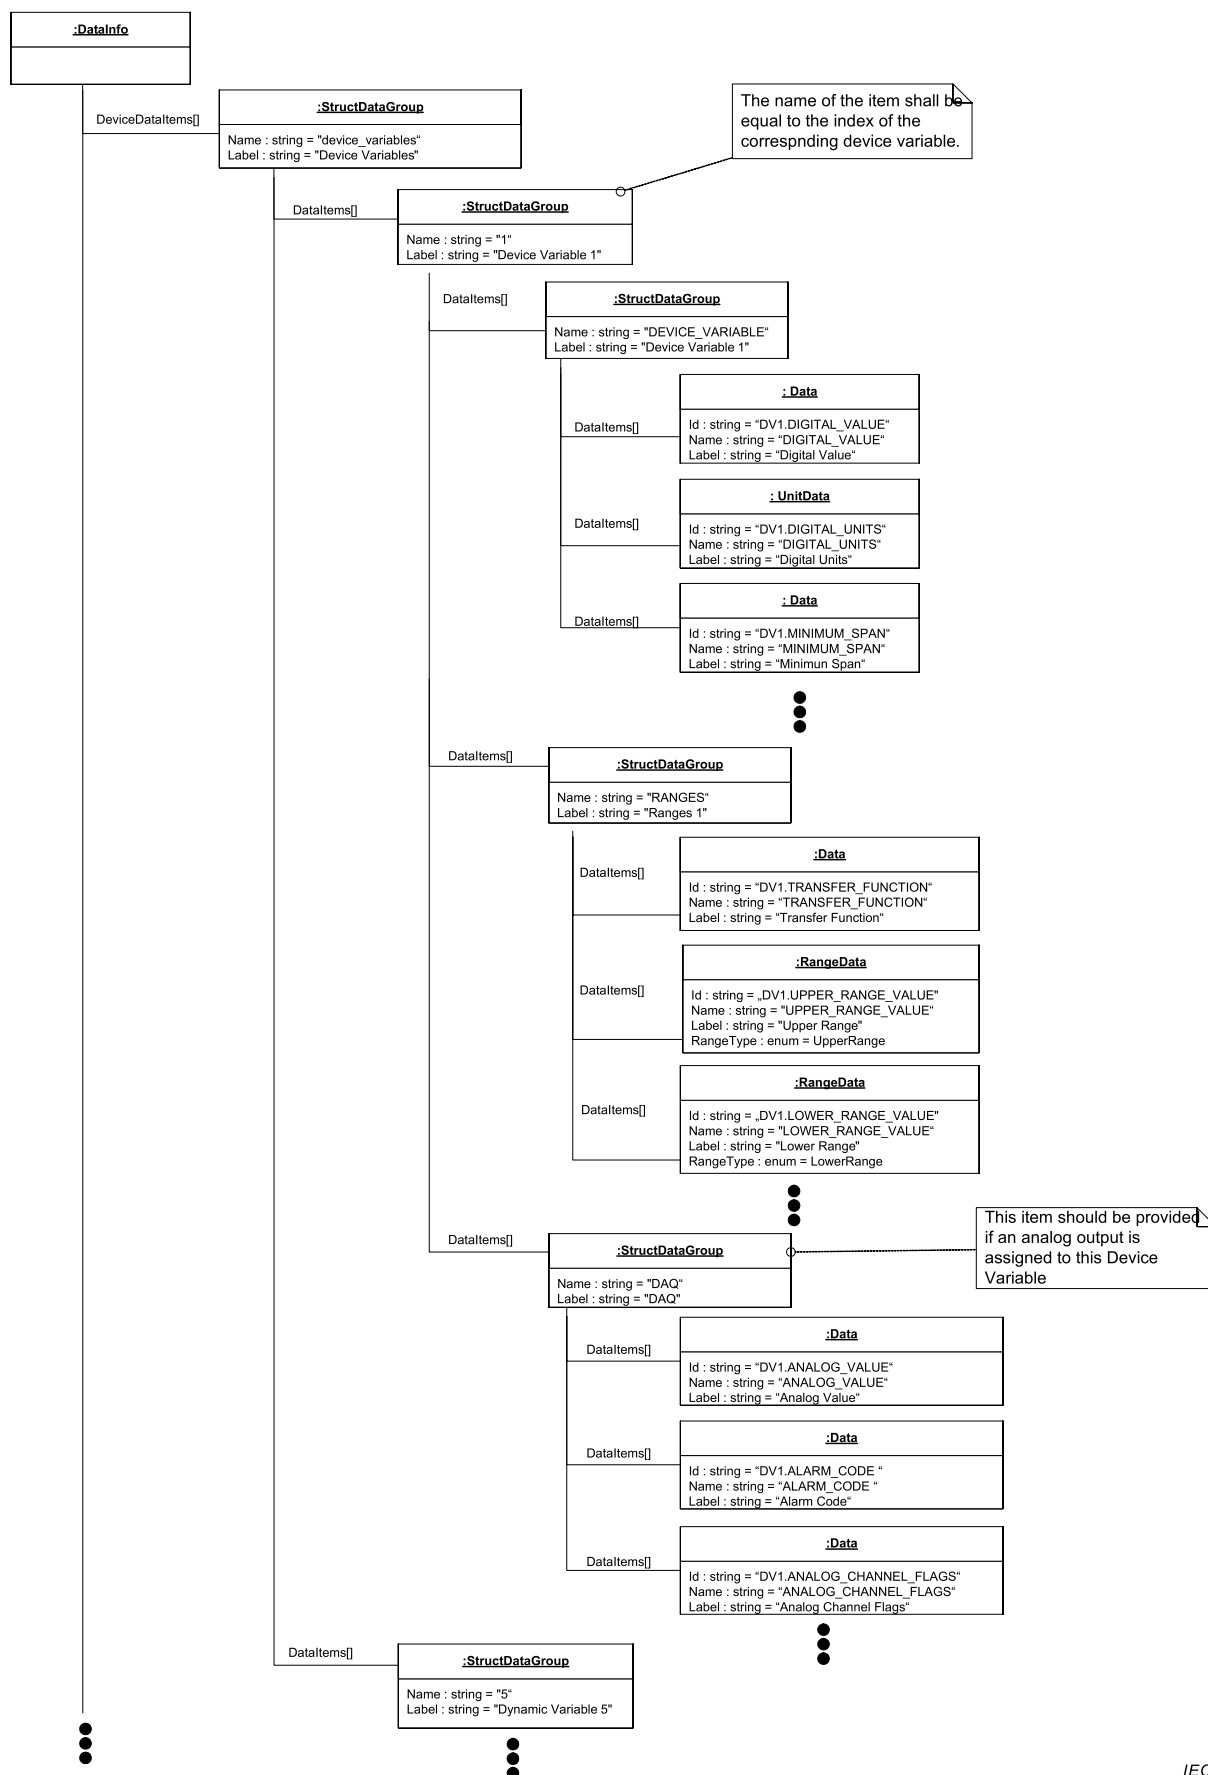 :DataInfo
DeviceDataItems[]
:StructDataGroup
Name : string = "device_variables“
Label : string = "Device Variables"
The name of the item shall be
equal to the index of the
correspnding device variable.
DataItems[]
:StructDataGroup
Name : string = "1“
Label : string = "Device Variable 1"
DataItems[]
:StructDataGroup
Name : string = "DEVICE_VARIABLE“
Label : string = "Device Variable 1"
DataItems[]
: Data
Id : string = “DV1.DIGITAL_VALUE“
Name : string = “DIGITAL_VALUE“
Label : string = “Digital Value“
DataItems[]
: UnitData
Id : string = “DV1.DIGITAL_UNITS“
Name : string = “DIGITAL_UNITS“
Label : string = “Digital Units“
DataItems[]
: Data
Id : string = “DV1.MINIMUM_SPAN“
Name : string = “MINIMUM_SPAN“
Label : string = “Minimun Span“
DataItems[]
:StructDataGroup
Name : string = "RANGES“
Label : string = "Ranges 1"
DataItems[]
:Data
Id : string = “DV1.TRANSFER_FUNCTION“
Name : string = “TRANSFER_FUNCTION“
Label : string = “Transfer Function“
DataItems[]
:RangeData
Id : string = „DV1.UPPER_RANGE_VALUE"
Name : string = "UPPER_RANGE_VALUE“
Label : string = "Upper Range"
RangeType : enum = UpperRange
DataItems[]
:RangeData
Id : string = „DV1.LOWER_RANGE_VALUE"
Name : string = "LOWER_RANGE_VALUE“
Label : string = "Lower Range"
RangeType : enum = LowerRange
DataItems[]
:StructDataGroup
Name : string = "DAQ“
Label : string = "DAQ"
This item should be provided
if an analog output is
assigned to this Device
Variable
DataItems[]
:Data
Id : string = “DV1.ANALOG_VALUE“
Name : string = “ANALOG_VALUE“
Label : string = “Analog Value“
DataItems[]
:Data
Id : string = “DV1.ALARM_CODE “
Name : string = “ALARM_CODE “
Label : string = “Alarm Code“
DataItems[]
:Data
Id : string = “DV1.ANALOG_CHANNEL_FLAGS“
Name : string = “ANALOG_CHANNEL_FLAGS“
Label : string = “Analog Channel Flags“
DataItems[]
:StructDataGroup
Name : string = "5“
Label : string = "Dynamic Variable 5"
IEC